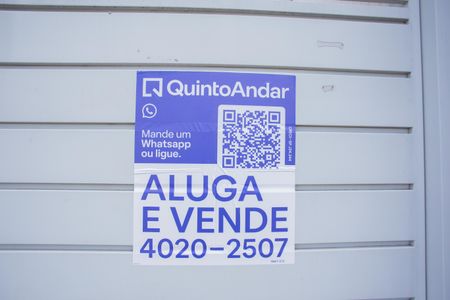 QuintoAndar
Mande um
Whatsapp
ou ligue.
ALUGA
E VENDE
4020-2507